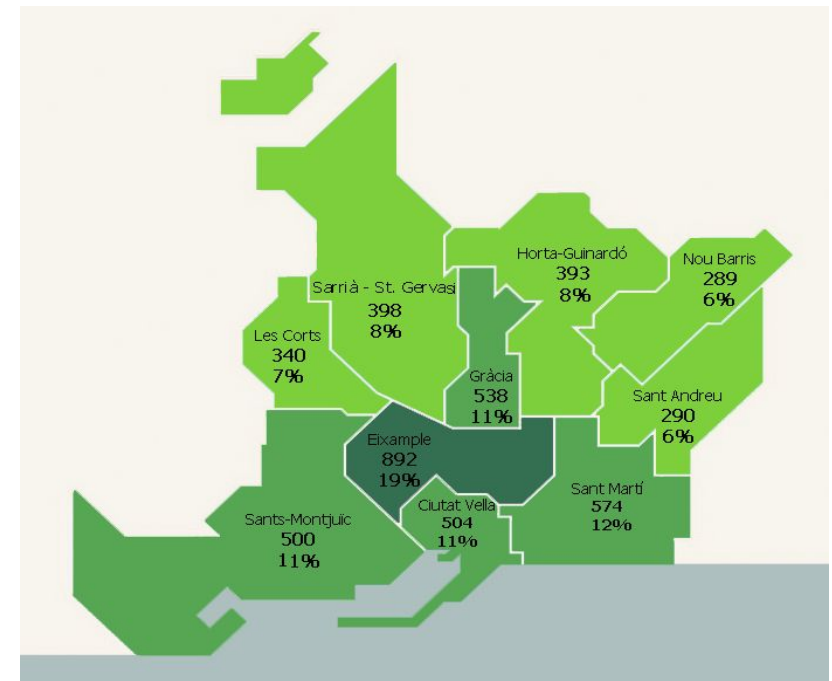 Horta-Guinardó
393
8%
Nou Barris
289
6%
Sarrià - St. Gervasi
398
8%
Les Corts
340
7%
Gràcia
538
11%
Sant Andreu
290
6%
Eixample
892
19%
Sant Martí
574
12%
Ciutat Vella
504
11%
Sants-Montjuïc
500
11%